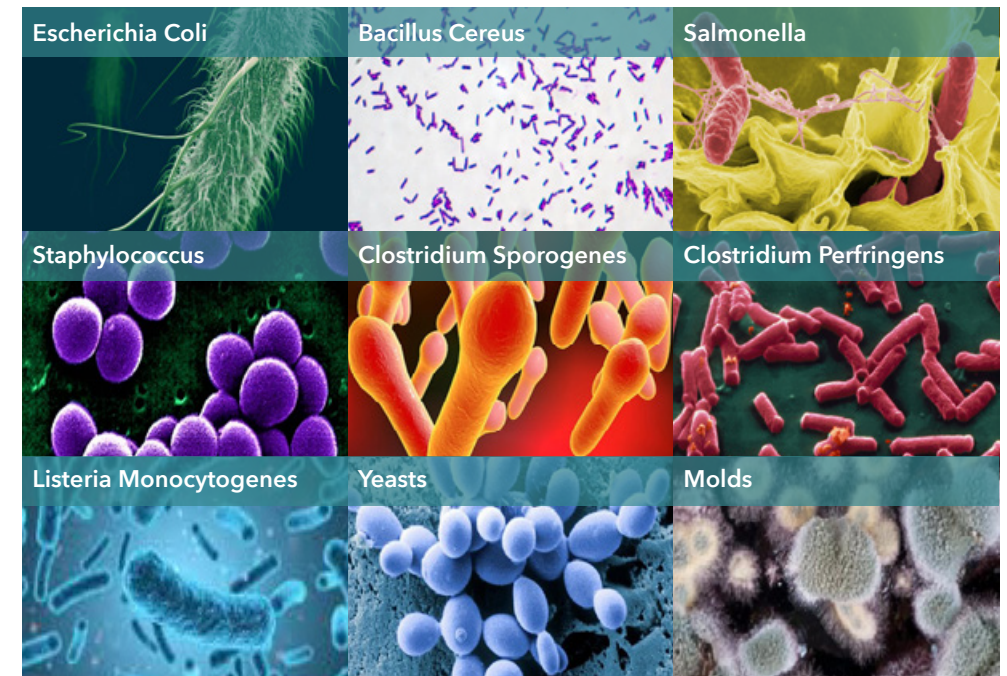 Escherichia Coli
Bacillus Cereus
Salmonella
Staphylococcus
Clostridium Sporogenes
Clostridium Perfringens
Listeria Monocytogenes
Yeasts
Molds